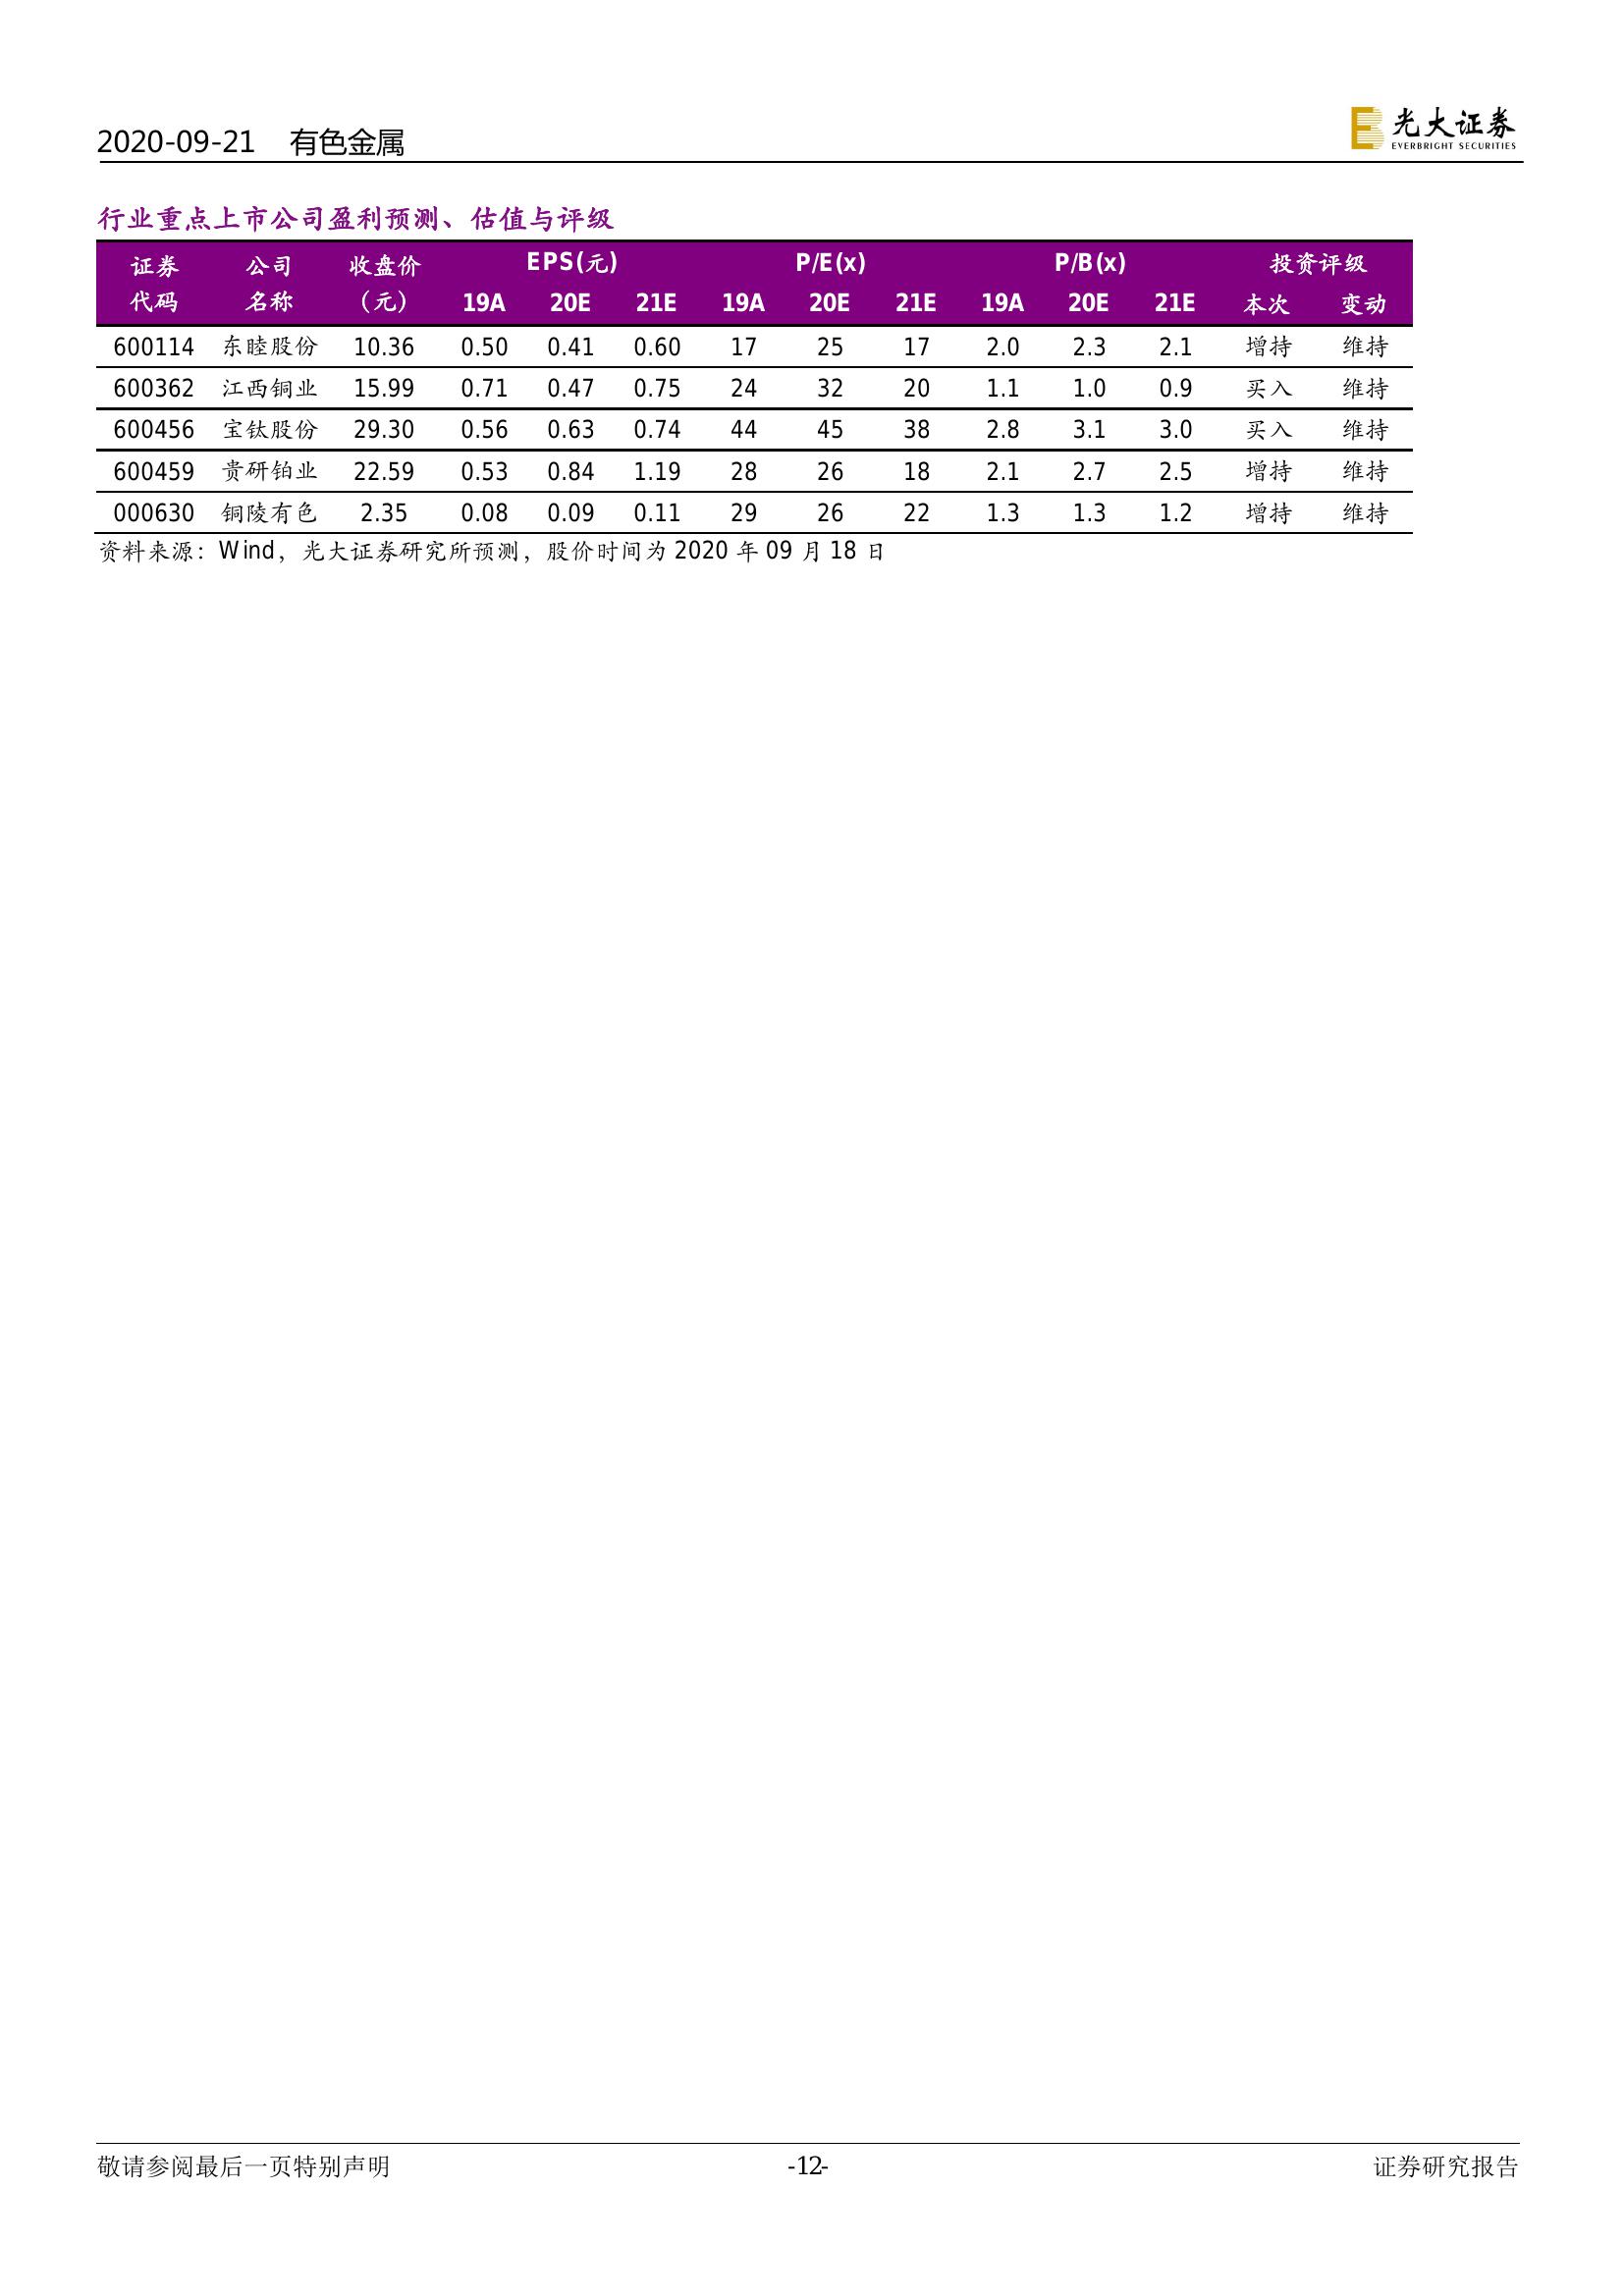 2020-09-21 有色金属
光大证券
EVERBRIGHT SECURITIES
行业重点上市公司盈利预测、估值与评级
证券 公司 收盘价 EPS(元) P/E(x) P/B(x) 投资评级
代码 名称 （元） 19A 20E 21E 19A 20E 21E 19A 20E 21E 本次 变动
600114 东睦股份 10.36 0.50 0.41 0.60 17 25 17 2.0 2.3 2.1 增持 维持
600362 江西铜业 15.99 0.71 0.47 0.75 24 32 20 1.1 1.0 0.9 买入 维持
600456 宝钛股份 29.30 0.56 0.63 0.74 44 45 38 2.8 3.1 3.0 买入 维持
600459 贵研铂业 22.59 0.53 0.84 1.19 28 26 18 2.1 2.7 2.5 增持 维持
000630 铜陵有色 2.35 0.08 0.09 0.11 29 26 22 1.3 1.3 1.2 增持 维持
资料来源：Wind，光大证券研究所预测，股价时间为 2020 年 09 月 18 日
敬请参阅最后一页特别声明 -12- 证券研究报告